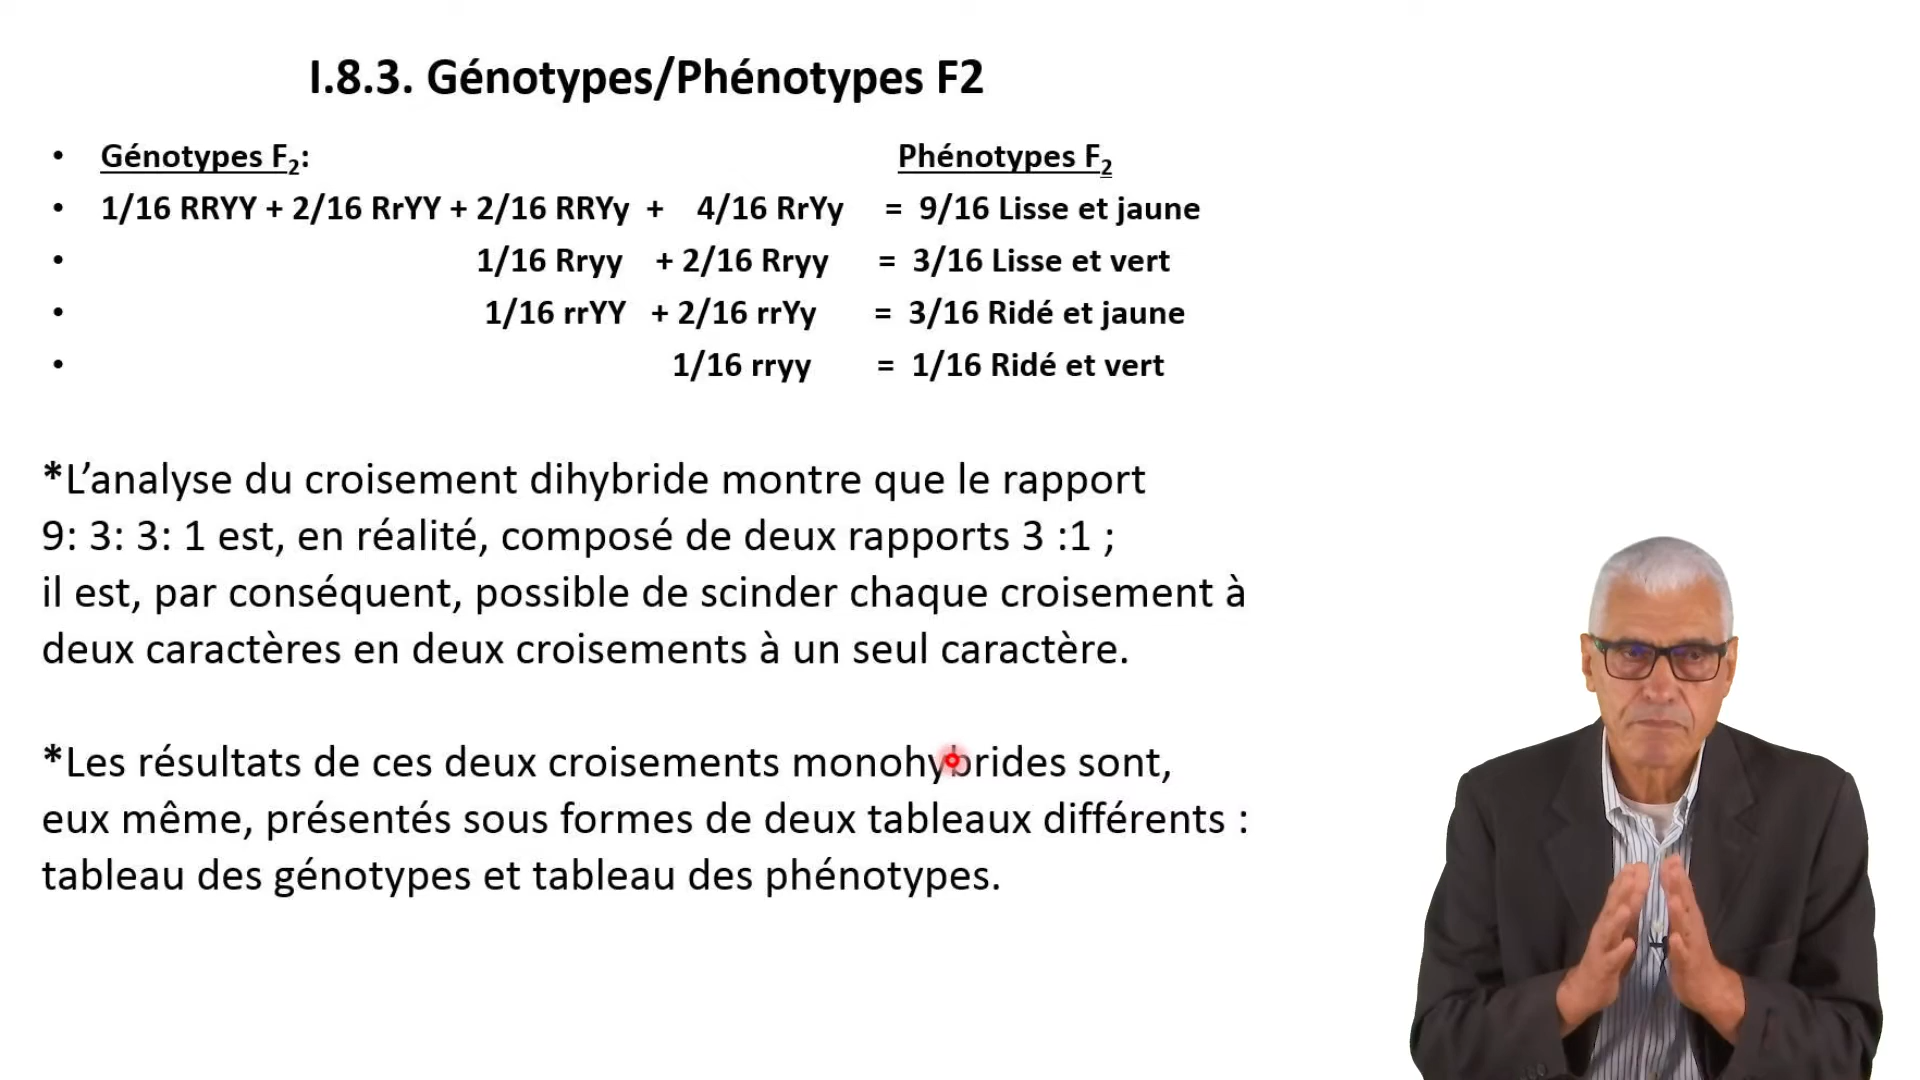 I.8.3. Génotypes/Phénotypes F2
• Génotypes F₂: Phénotypes F₂
• 1/16 RRYY + 2/16 RrYY + 2/16 RRYy + 4/16 RrYy = 9/16 Lisse et jaune
• 1/16 Rryy + 2/16 Rryy = 3/16 Lisse et vert
• 1/16 rrYY + 2/16 rrYy = 3/16 Ridé et jaune
• 1/16 rryy = 1/16 Ridé et vert
*L’analyse du croisement dihybride montre que le rapport
9: 3: 3: 1 est, en réalité, composé de deux rapports 3 :1 ;
il est, par conséquent, possible de scinder chaque croisement à
deux caractères en deux croisements à un seul caractère.
*Les résultats de ces deux croisements monohybrides sont,
eux même, présentés sous formes de deux tableaux différents :
tableau des génotypes et tableau des phénotypes.